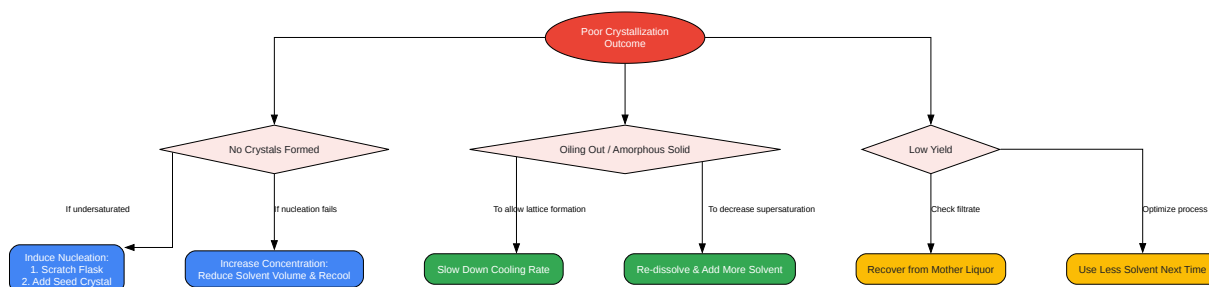 Poor Crystallization
Outcome
No Crystals Formed
Oiling Out / Amorphous Solid
Low Yield
If undersaturated
If nucleation fails
To allow lattice formation
To decrease supersaturation
Check filtrate
Optimize process
Induce Nucleation:
1. Scratch Flask
2. Add Seed Crystal
Increase Concentration:
Reduce Solvent Volume & Recool
Slow Down Cooling Rate
Re-dissolve & Add More Solvent
Recover from Mother Liquor
Use Less Solvent Next Time